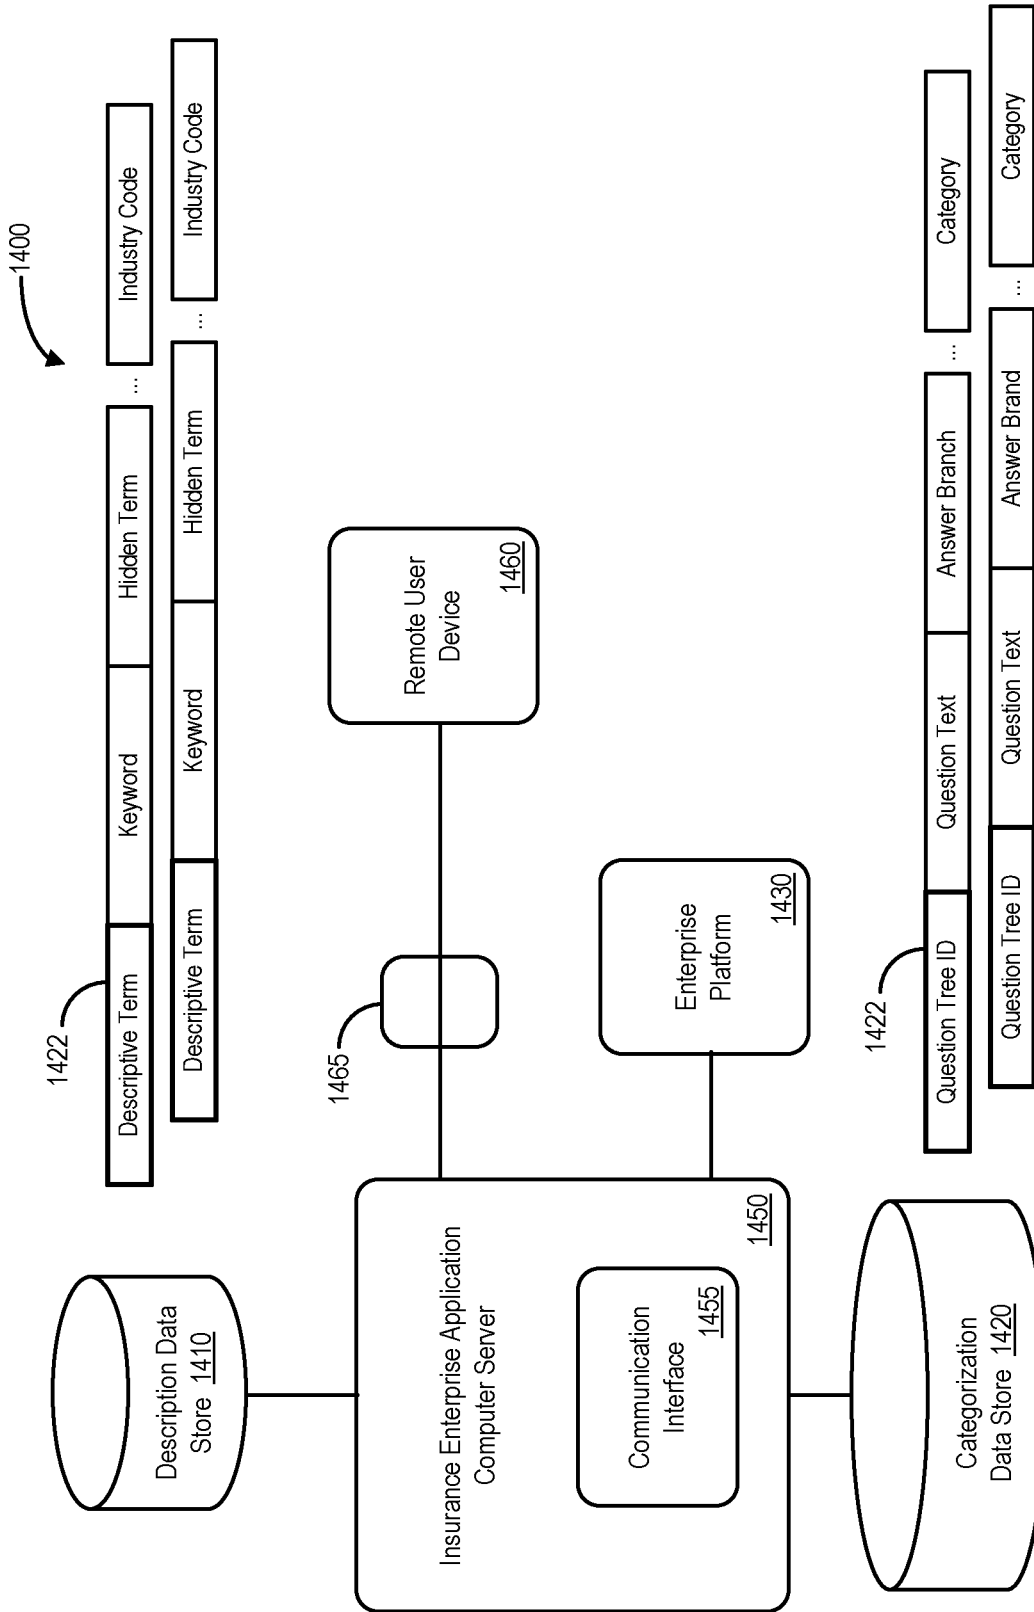 1400
1422
Descriptive Term
Keyword
Hidden Term
...
Industry Code
Descriptive Term
Keyword
Hidden Term
...
Industry Code
Description Data
Store 1410
Insurance Enterprise Application
Computer Server
1450
Communication
Interface
1455
1465
Remote User
Device
1460
Enterprise
Platform
1430
Categorization
Data Store 1420
1422
Question Tree ID
Question Text
Answer Branch
...
Category
Question Tree ID
Question Text
Answer Brand
...
Category